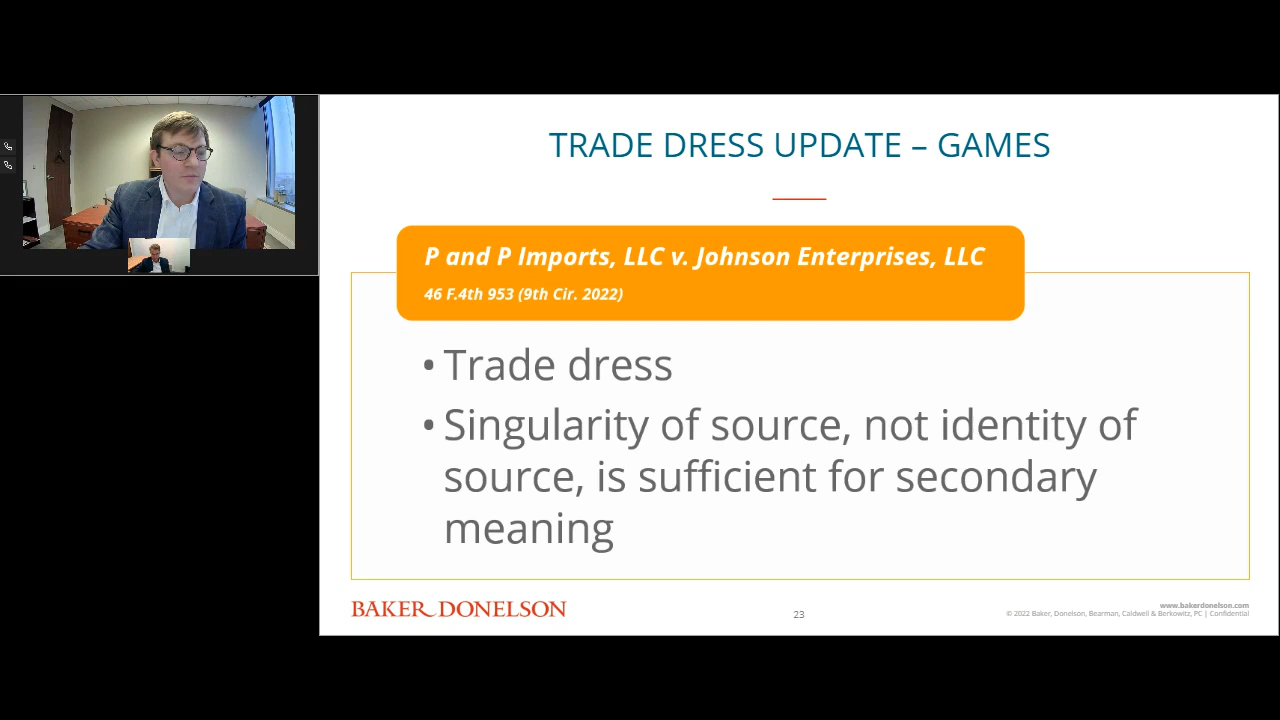 TRADE DRESS UPDATE – GAMES
P and P Imports, LLC v. Johnson Enterprises, LLC
46 F.4th 953 (9th Cir. 2022)
• Trade dress
• Singularity of source, not identity of
source, is sufficient for secondary
meaning
BAKER DONELSON
23
www.bakerdonelson.com
© 2022 Baker, Donelson, Bearman, Caldwell & Berkowitz, PC | Confidential